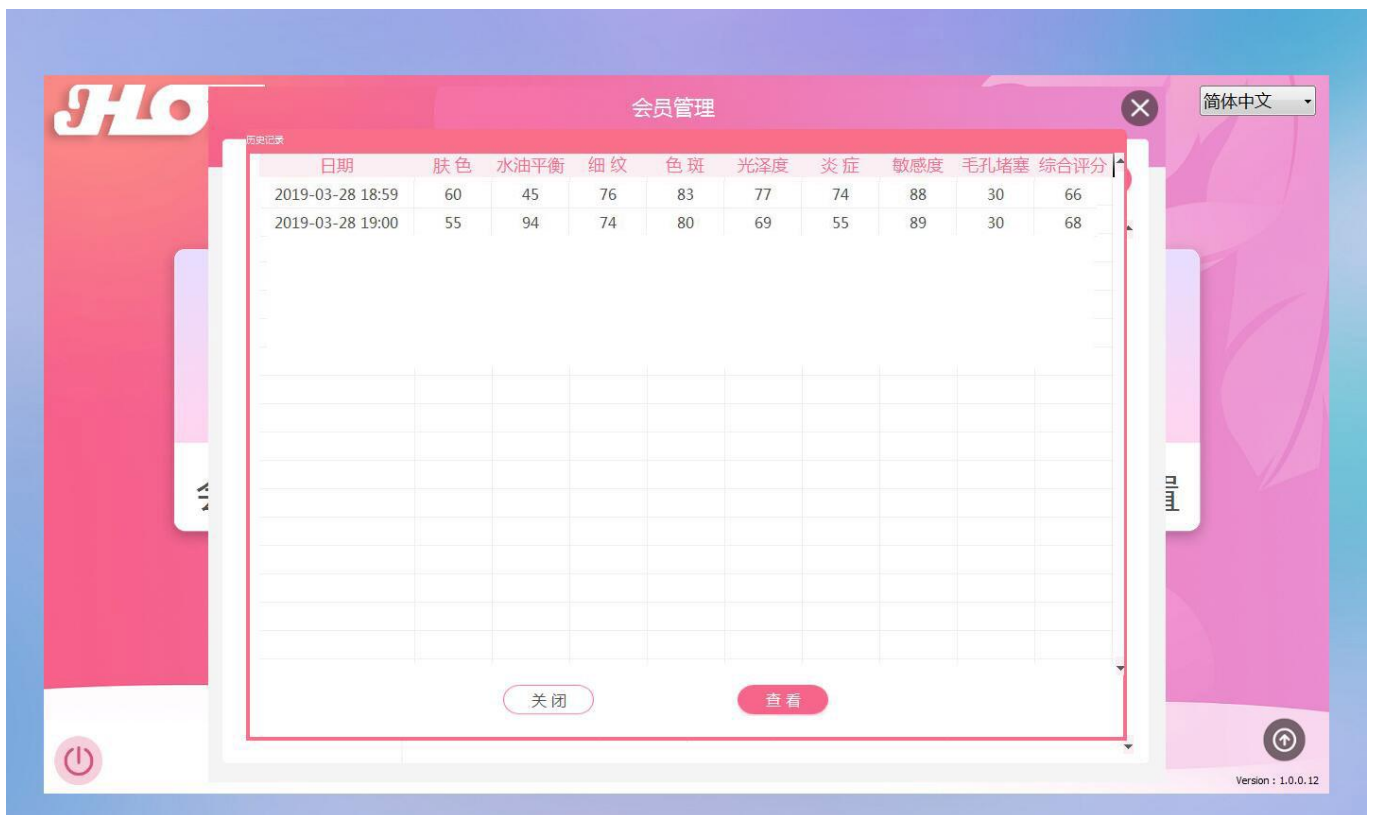 会员管理
简体中文
历史记录
日期 肤色 水油平衡 细纹 色斑 光泽度 炎症 敏感度 毛孔堵塞 综合评分
2019-03-28 18:59 60 45 76 83 77 74 88 30 66
2019-03-28 19:00 55 94 74 80 69 55 89 30 68
关闭 查看
Version : 1.0.0.12